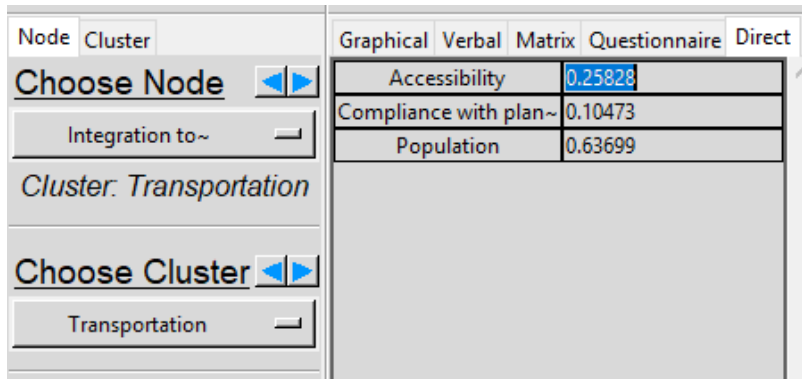 Node Cluster
Choose Node
Integration to~
Cluster: Transportation
Choose Cluster
Transportation
Graphical Verbal Matrix Questionnaire Direct
Accessibility 0.25828
Compliance with plan~ 0.10473
Population 0.63699